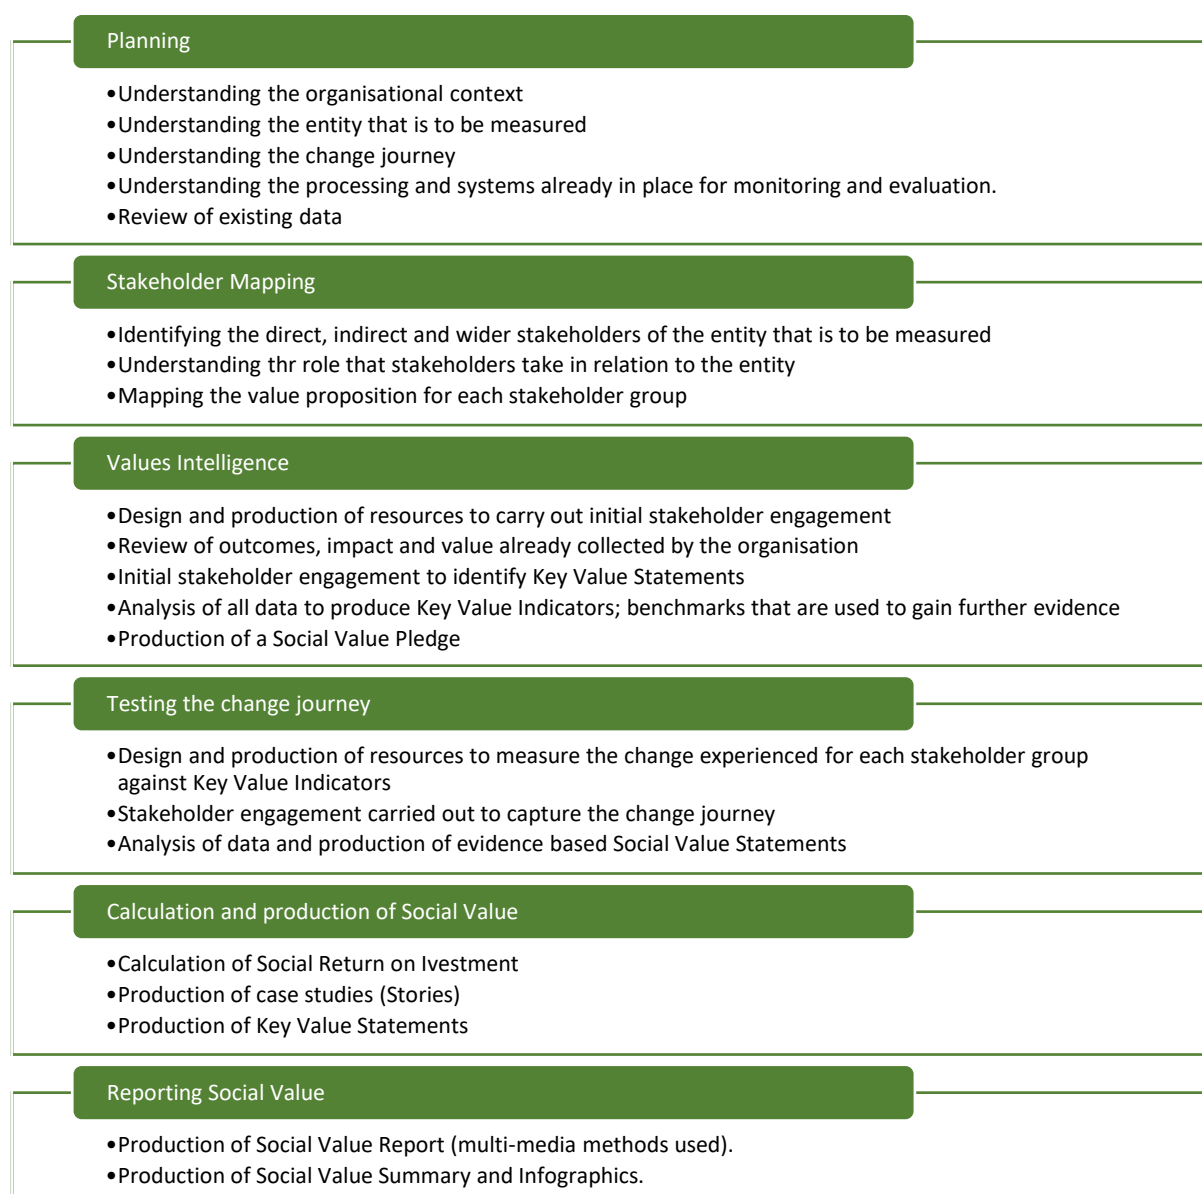 Planning
•Understanding the organisational context
•Understanding the entity that is to be measured
•Understanding the change journey
•Understanding the processing and systems already in place for monitoring and evaluation.
•Review of existing data
Stakeholder Mapping
•Identifying the direct, indirect and wider stakeholders of the entity that is to be measured
•Understanding thr role that stakeholders take in relation to the entity
•Mapping the value proposition for each stakeholder group
Values Intelligence
•Design and production of resources to carry out initial stakeholder engagement
•Review of outcomes, impact and value already collected by the organisation
•Initial stakeholder engagement to identify Key Value Statements
•Analysis of all data to produce Key Value Indicators; benchmarks that are used to gain further evidence
•Production of a Social Value Pledge
Testing the change journey
•Design and production of resources to measure the change experienced for each stakeholder group
against Key Value Indicators
•Stakeholder engagement carried out to capture the change journey
•Analysis of data and production of evidence based Social Value Statements
Calculation and production of Social Value
•Calculation of Social Return on Ivestment
•Production of case studies (Stories)
•Production of Key Value Statements
Reporting Social Value
•Production of Social Value Report (multi-media methods used).
•Production of Social Value Summary and Infographics.